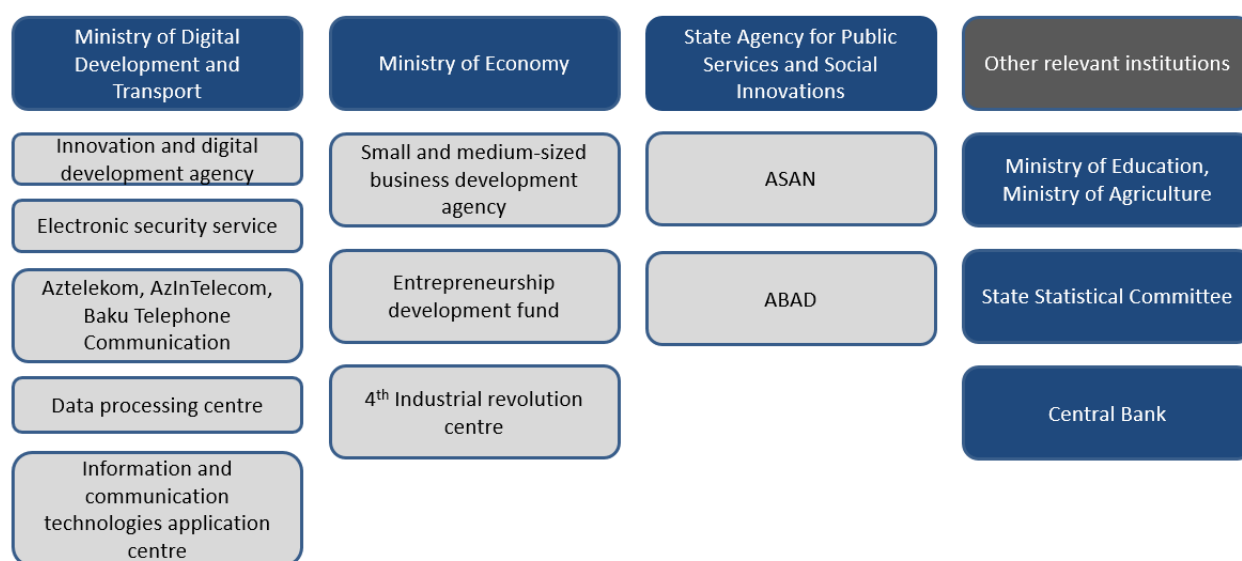 Ministry of Digital
Development and
Transport
Innovation and digital
development agency
Electronic security service
Aztelekom, AzInTelecom,
Baku Telephone
Communication
Data processing centre
Information and
communication
technologies application
centre
Ministry of Economy
Small and medium-sized
business development
agency
Entrepreneurship
development fund
4th Industrial revolution
centre
State Agency for Public
Services and Social
Innovations
ASAN
ABAD
Other relevant institutions
Ministry of Education,
Ministry of Agriculture
State Statistical Committee
Central Bank